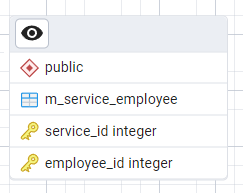 public
m_service_employee
service_id integer
employee_id integer